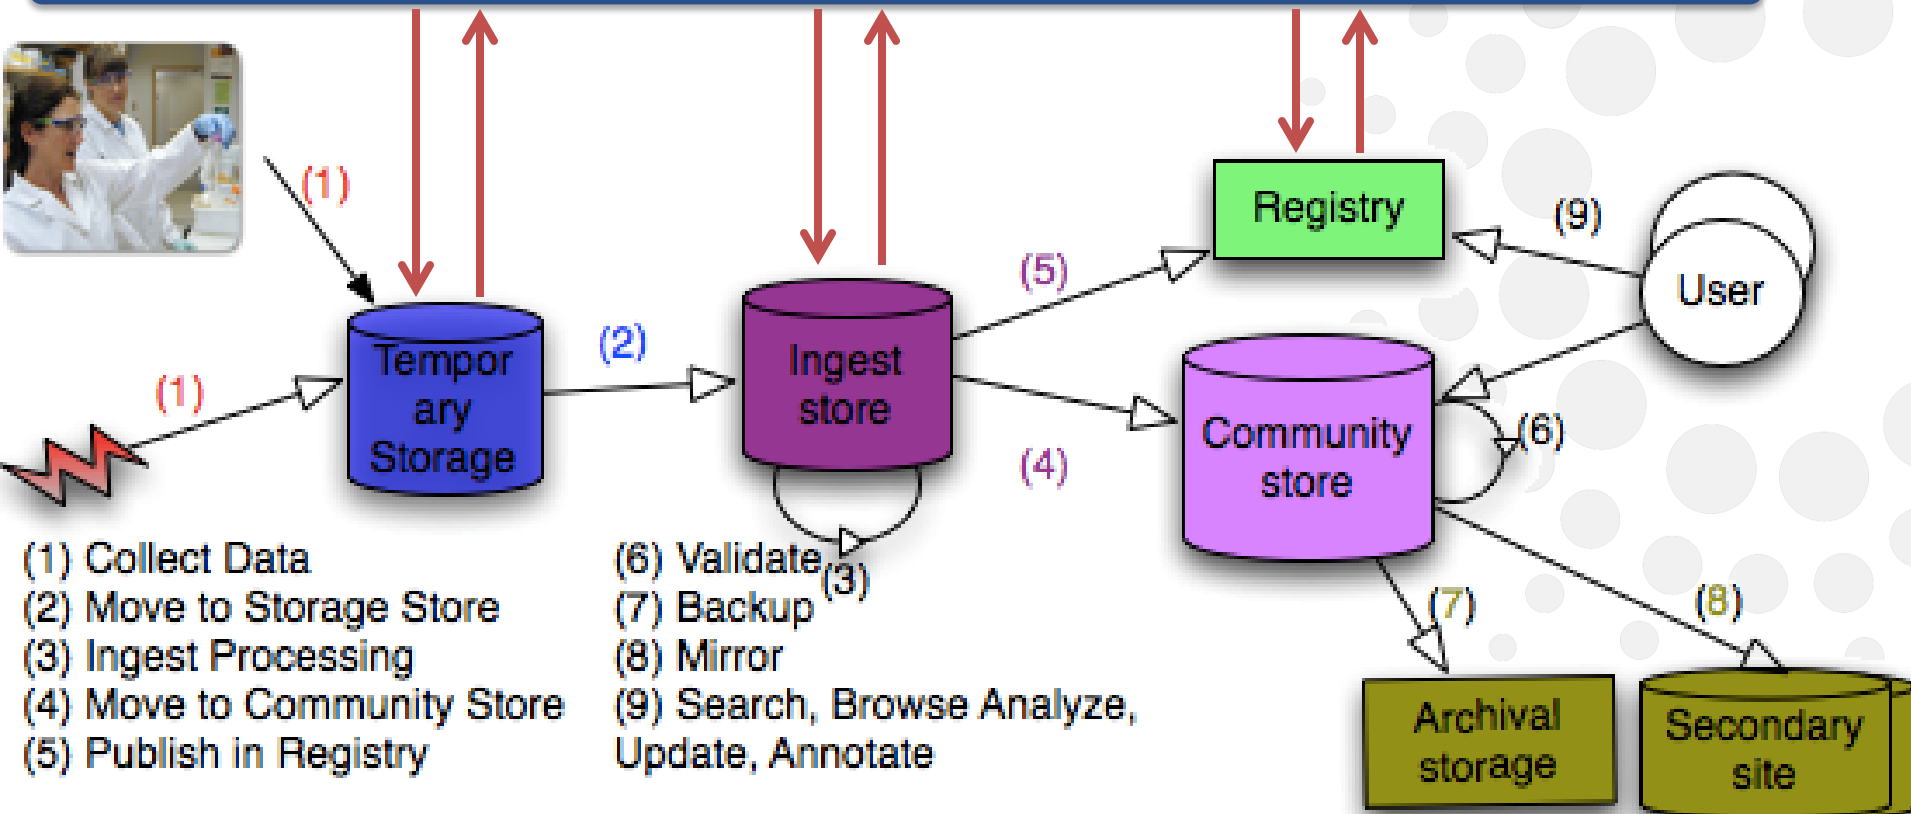 (1)
Registry
(9)
(5)
User
(2)
Tempor
ary
Storage
Ingest
store
(1)
Community
store
(6)
(4)
(3)
(7)
(8)
Archival
storage
Secondary
site
(1) Collect Data
(2) Move to Storage Store
(3) Ingest Processing
(4) Move to Community Store
(5) Publish in Registry
(6) Validate
(7) Backup
(8) Mirror
(9) Search, Browse Analyze,
Update, Annotate